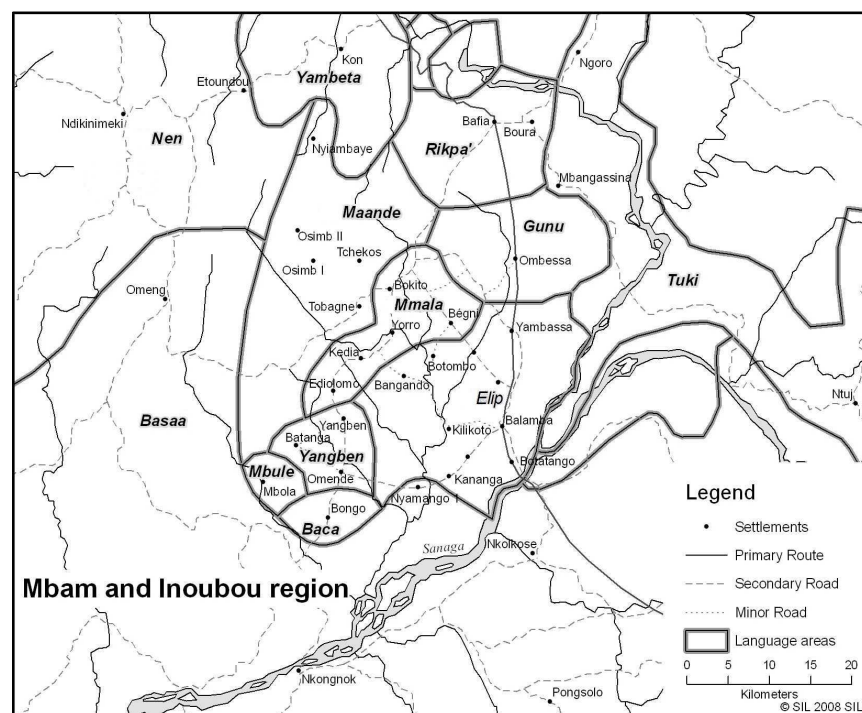 Kon
Ngoro
Etoundou
Yambeta
Ndikinimeki
Nen
Nyiambaye
Bafia
Boura
Rikpa'
Mbangassina
Maande
Osimb II
Gunu
Osimb I
Tchekos
Ombessa
Tuki
Omeng
Bokito
Tobagne
Mmala
Bégni
Yorro
Yambassa
Kedia
Botombo
Ediolomo
Bangando
Elip
Ntuj
Basaa
Yangben
Kilikoto
Balamba
Batanga
Yangben
Mbule
Omende
Botatango
Mbola
Kananga
Nyamango I
Bongo
Baca
Sanaga
Nkolkose
Mbam and Inoubou region
Nkongnok
Pongsolo
Legend
Settlements
Primary Route
Secondary Road
Minor Road
Language areas
0 5 10 20
Kilometers
© SIL 2008 SIL